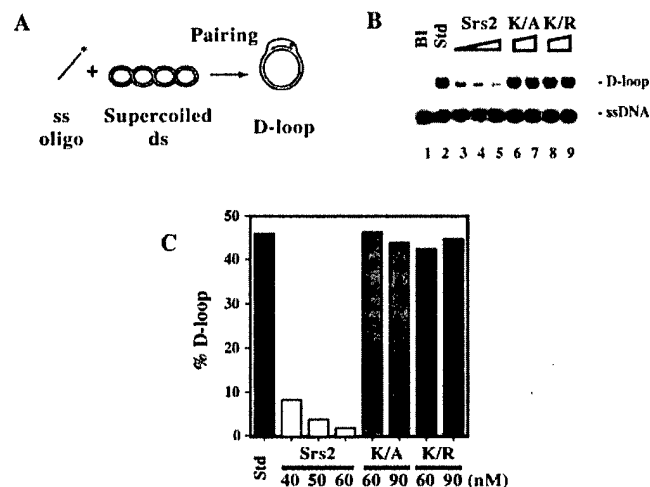 A
Pairing
*
+
ss
oligo
Supercoiled
ds
D-loop
B
Bl Std Srs2 K/A K/R
- D-loop
- ssDNA
1 2 3 4 5 6 7 8 9
C
% D-loop
50
40
30
20
10
0
Std Srs2 K/A K/R
40 50 60 60 90 60 90 (nM)